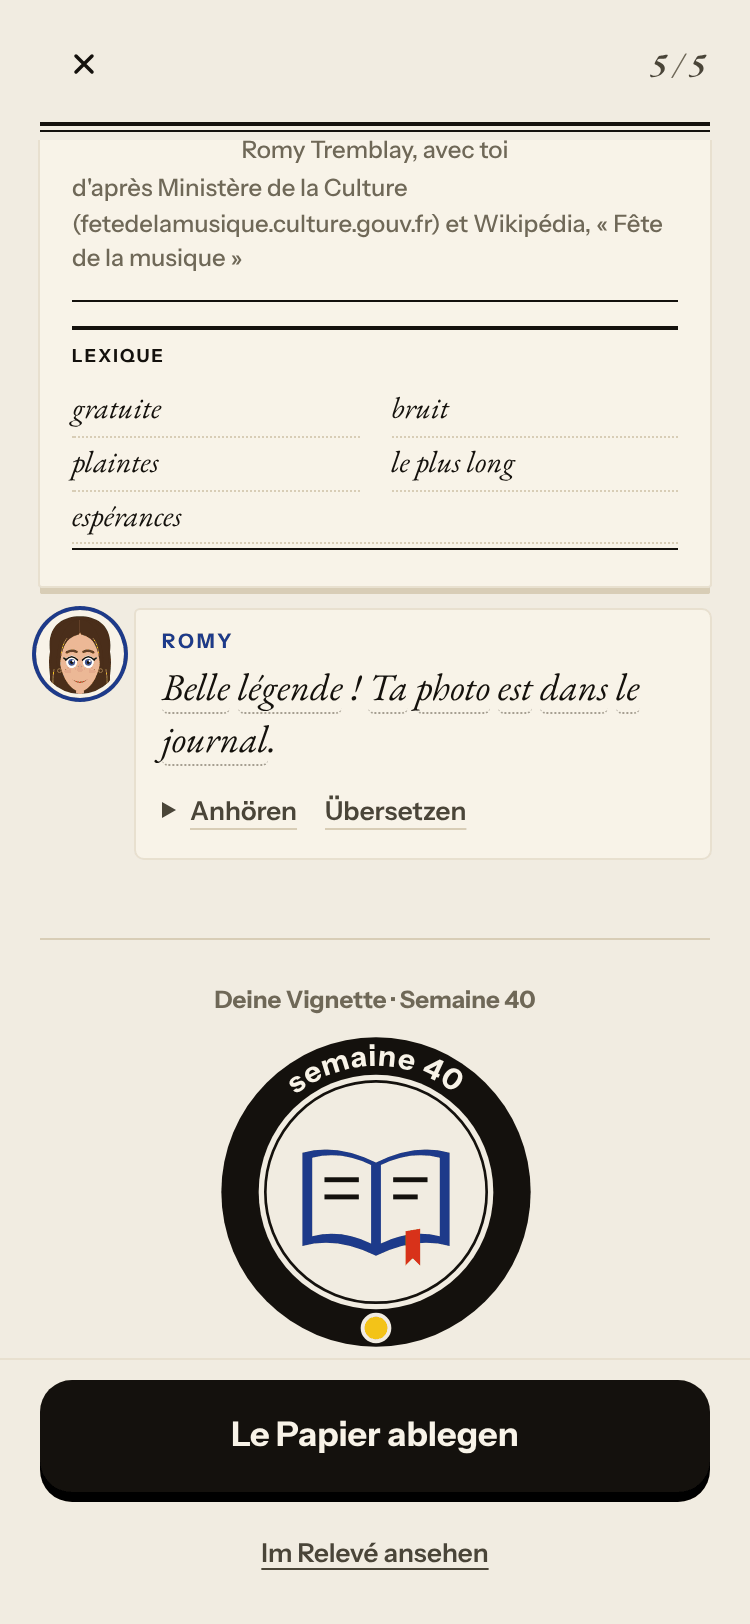 5/5
Romy Tremblay, avec toi
d'après Ministère de la Culture
(fetedelamusique.culture.gouv.fr) et Wikipédia, « Fête
de la musique »
LEXIQUE
gratuite
bruit
plaintes
le plus long
espérances
ROMY
Belle légende ! Ta photo est dans le
journal.
Anhören Übersetzen
Deine Vignette · Semaine 40
semaine 40
Le Papier ablegen
Im Relevé ansehen